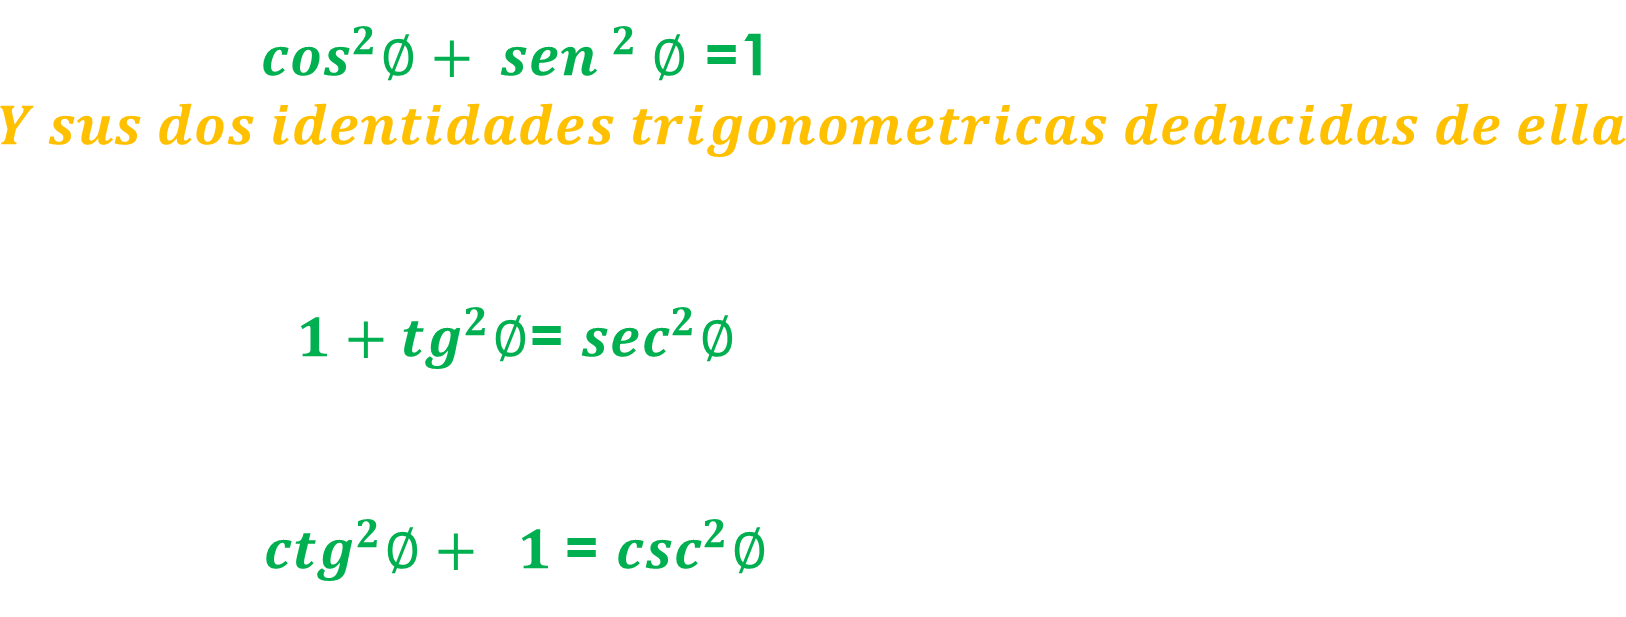 cos²∅ + sen ² ∅ =1
Y sus dos identidades trigonometricas deducidas de ella
1 + tg²∅= sec²∅
ctg²∅ + 1 = csc²∅